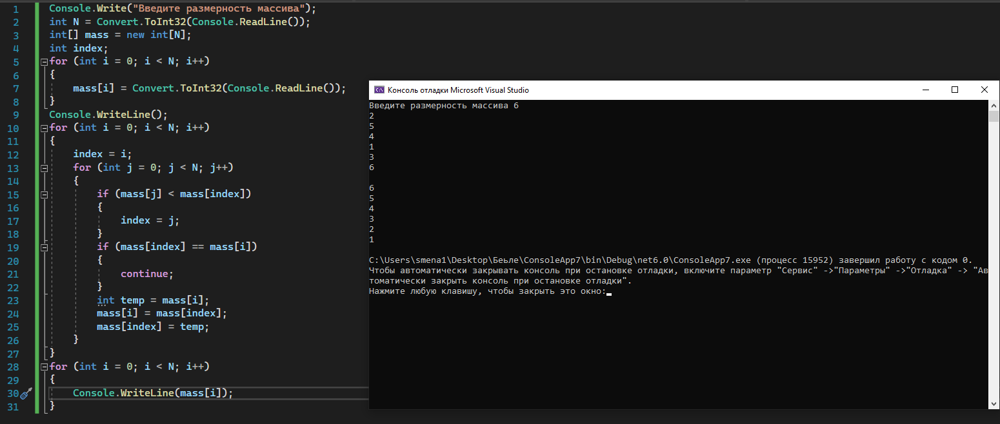 1 Console.Write("Введите размерность массива");
2 int N = Convert.ToInt32(Console.ReadLine());
3 int[] mass = new int[N];
4 int index;
5 for (int i = 0; i < N; i++)
6 {
7 mass[i] = Convert.ToInt32(Console.ReadLine());
8 }
9 Console.WriteLine();
10 for (int i = 0; i < N; i++)
11 {
12 index = i;
13 for (int j = 0; j < N; j++)
14 {
15 if (mass[j] < mass[index])
16 {
17 index = j;
18 }
19 if (mass[index] == mass[i])
20 {
21 continue;
22 }
23 int temp = mass[i];
24 mass[i] = mass[index];
25 mass[index] = temp;
26 }
27 }
28 for (int i = 0; i < N; i++)
29 {
30 Console.WriteLine(mass[i]);
31 }
Консоль отладки Microsoft Visual Studio
Введите размерность массива 6
2
5
4
1
3
6
6
5
4
3
2
1
C:\Users\smena1\Desktop\Беьле\ConsoleApp7\bin\Debug\net6.0\ConsoleApp7.exe (процесс 15952) завершил работу с кодом 0.
Чтобы автоматически закрывать консоль при остановке отладки, включите параметр "Сервис" ->"Параметры" ->"Отладка" -> "Ав
томатически закрыть консоль при остановке отладки".
Нажмите любую клавишу, чтобы закрыть это окно: